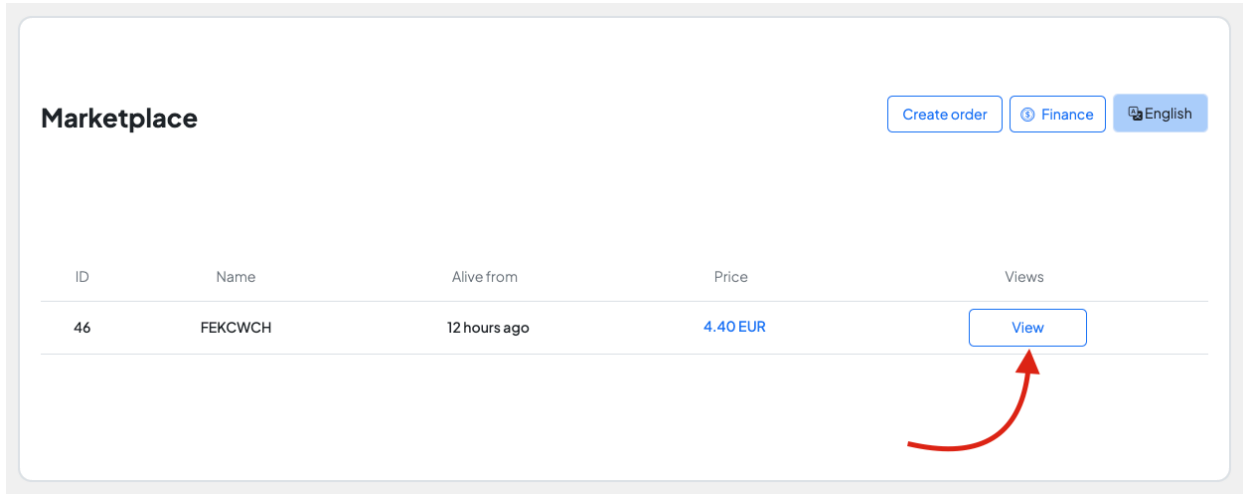 Marketplace
Create order
Finance
English
ID Name Alive from Price Views
46 FEKCWCH 12 hours ago 4.40 EUR View